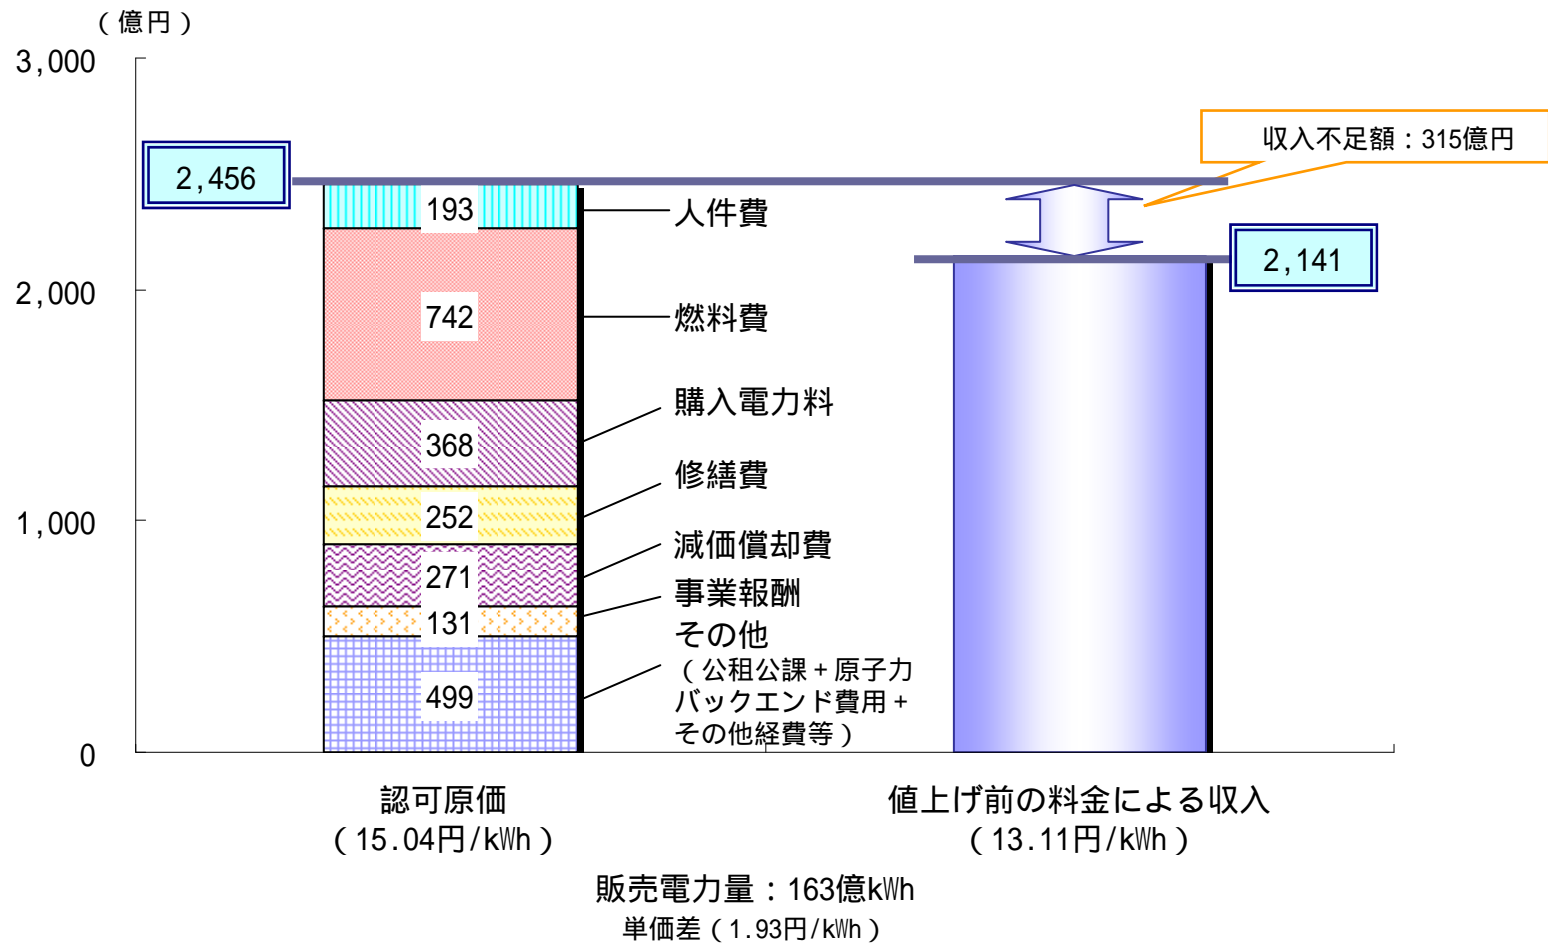 （億円）
3,000
収入不足額：315億円
2,456
193
人件費
2,141
2,000
742
燃料費
購入電力料
368
修繕費
252
1,000
減価償却費
271
事業報酬
131
その他
（公租公課+原子力
バックエンド費用+
その他経費等）
499
0
認可原価
（15.04円/kWh）
値上げ前の料金による収入
（13.11円/kWh）
販売電力量：163億kWh
単価差（1.93円/kWh）